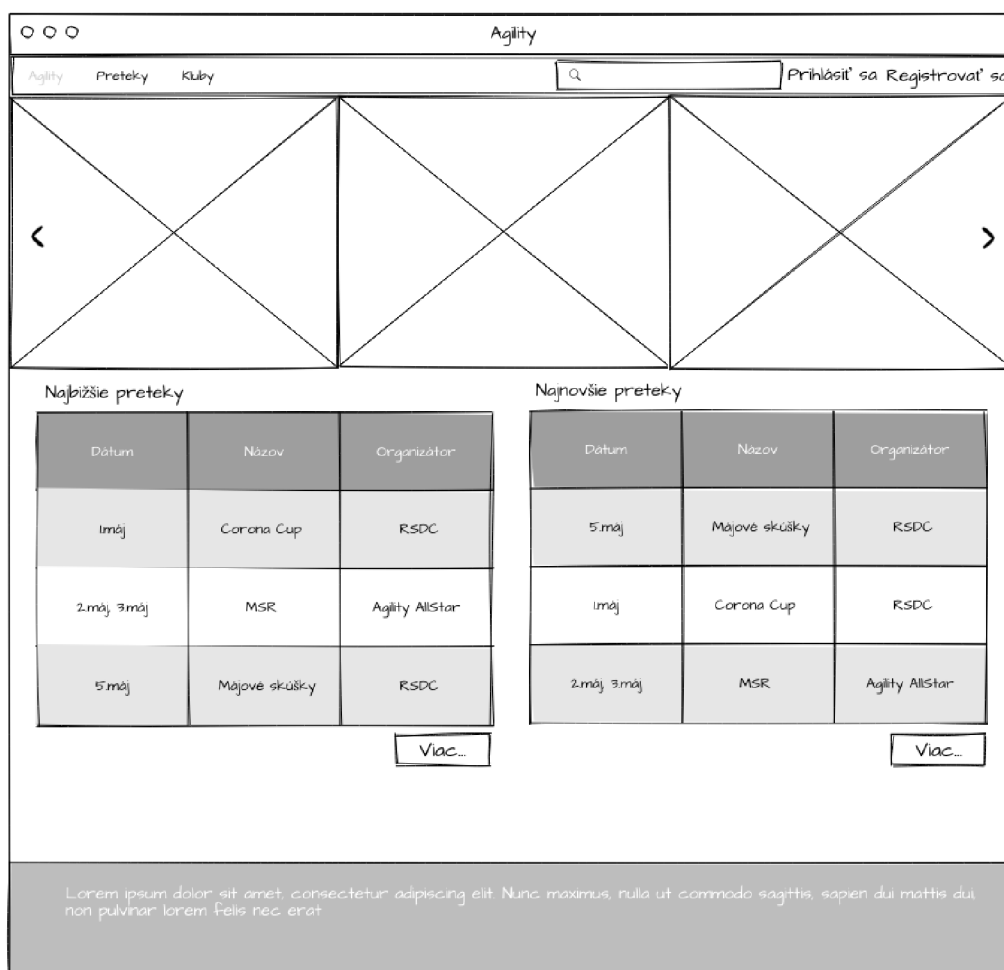 Agility
Agility Preteky Kluby Prihlásiť sa Registrovať sa
Najbižšie preteky
Dátum Názov Organizátor
1.máj Corona Cup RSDC
2.máj, 3.máj MSR Agility AllStar
5.máj Májové skúšky RSDC
Viac...
Najnovšie preteky
Dátum Názov Organizátor
5.máj Májové skúšky RSDC
1.máj Corona Cup RSDC
2.máj, 3.máj MSR Agility AllStar
Viac...
Lorem ipsum dolor sit amet, consectetur adipiscing elit. Nunc maximus, nulla ut commodo sagittis, sapien dui mattis dui,
non pulvinar lorem felis nec erat